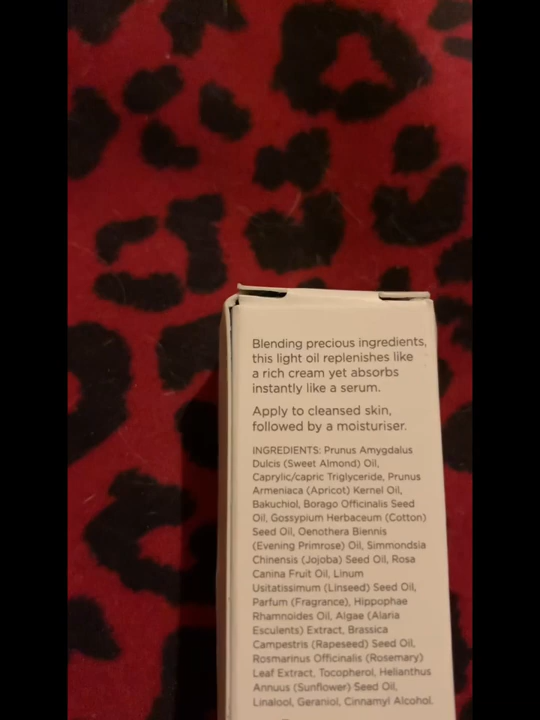 Blending precious ingredients,
this light oil replenishes like
a rich cream yet absorbs
instantly like a serum.
Apply to cleansed skin,
followed by a moisturiser.
INGREDIENTS: Prunus Amygdalus
Dulcis (Sweet Almond) Oil,
Caprylic/capric Triglyceride, Prunus
Armeniaca (Apricot) Kernel Oil,
Bakuchiol, Borago Officinalis Seed
Oil, Gossypium Herbaceum (Cotton)
Seed Oil, Oenothera Biennis
(Evening Primrose) Oil, Simmondsia
Chinensis (Jojoba) Seed Oil, Rosa
Canina Fruit Oil, Linum
Usitatissimum (Linseed) Seed Oil,
Parfum (Fragrance), Hippophae
Rhamnoides Oil, Algae (Alaria
Esculents) Extract, Brassica
Campestris (Rapeseed) Seed Oil,
Rosmarinus Officinalis (Rosemary)
Leaf Extract, Tocopherol, Helianthus
Annuus (Sunflower) Seed Oil,
Linalool, Geraniol, Cinnamyl Alcohol.